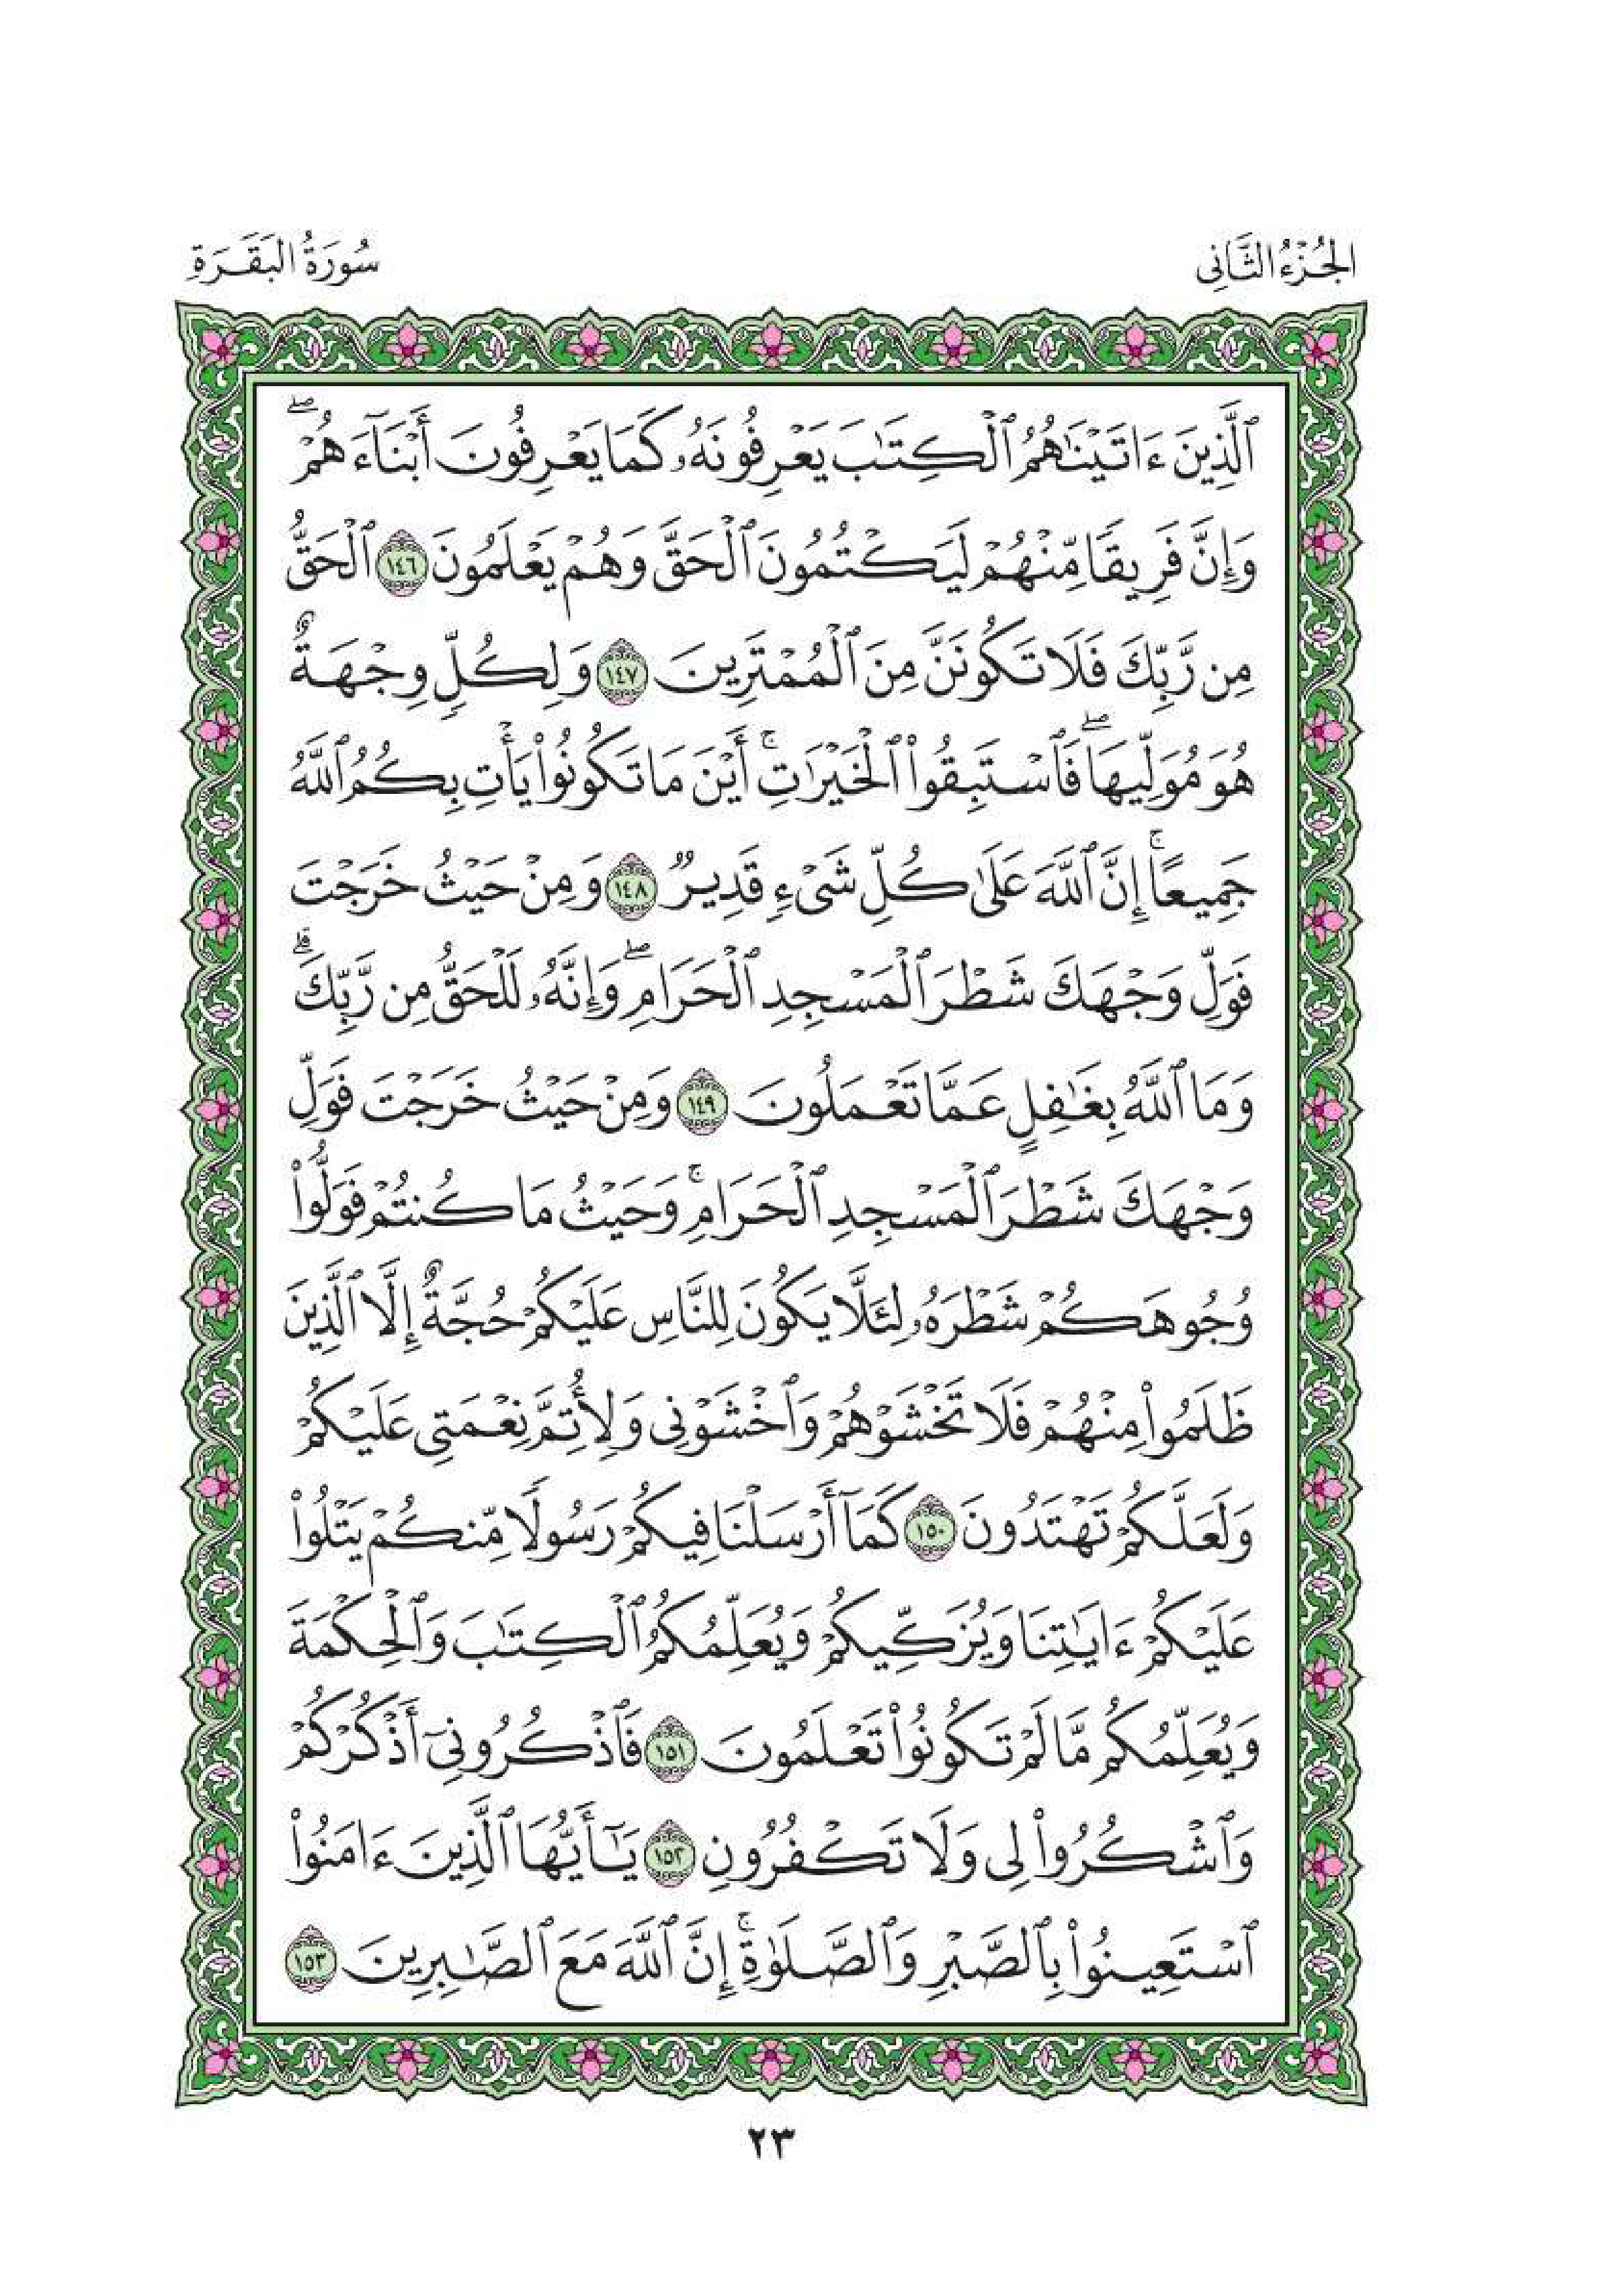 الجُزْءُ الثَّانِى
سُورَةُ البَقَرَةِ
ٱلَّذِينَ ءَاتَيْنَٰهُمُ ٱلْكِتَٰبَ يَعْرِفُونَهُۥ كَمَا يَعْرِفُونَ أَبْنَآءَهُمْ ۖ
وَإِنَّ فَرِيقًا مِّنْهُمْ لَيَكْتُمُونَ ٱلْحَقَّ وَهُمْ يَعْلَمُونَ ١٤٦ ٱلْحَقُّ
مِن رَّبِّكَ فَلَا تَكُونَنَّ مِنَ ٱلْمُمْتَرِينَ ١٤٧ وَلِكُلٍّ وِجْهَةٌ
هُوَ مُوَلِّيهَا ۖ فَٱسْتَبِقُوا۟ ٱلْخَيْرَٰتِ ۚ أَيْنَ مَا تَكُونُوا۟ يَأْتِ بِكُمُ ٱللَّهُ
جَمِيعًا ۚ إِنَّ ٱللَّهَ عَلَىٰ كُلِّ شَىْءٍ قَدِيرٌ ١٤٨ وَمِنْ حَيْثُ خَرَجْتَ
فَوَلِّ وَجْهَكَ شَطْرَ ٱلْمَسْجِدِ ٱلْحَرَامِ ۖ وَإِنَّهُۥ لَلْحَقُّ مِن رَّبِّكَ ۗ
وَمَا ٱللَّهُ بِغَٰفِلٍ عَمَّا تَعْمَلُونَ ١٤٩ وَمِنْ حَيْثُ خَرَجْتَ فَوَلِّ
وَجْهَكَ شَطْرَ ٱلْمَسْجِدِ ٱلْحَرَامِ ۚ وَحَيْثُ مَا كُنتُمْ فَوَلُّوا۟
وُجُوهَكُمْ شَطْرَهُۥ لِئَلَّا يَكُونَ لِلنَّاسِ عَلَيْكُمْ حُجَّةٌ إِلَّا ٱلَّذِينَ
ظَلَمُوا۟ مِنْهُمْ فَلَا تَخْشَوْهُمْ وَٱخْشَوْنِى وَلِأُتِمَّ نِعْمَتِى عَلَيْكُمْ
وَلَعَلَّكُمْ تَهْتَدُونَ ١٥٠ كَمَآ أَرْسَلْنَا فِيكُمْ رَسُولًا مِّنكُمْ يَتْلُوا۟
عَلَيْكُمْ ءَايَٰتِنَا وَيُزَكِّيكُمْ وَيُعَلِّمُكُمُ ٱلْكِتَٰبَ وَٱلْحِكْمَةَ
وَيُعَلِّمُكُم مَّا لَمْ تَكُونُوا۟ تَعْلَمُونَ ١٥١ فَٱذْكُرُونِىٓ أَذْكُرْكُمْ
وَٱشْكُرُوا۟ لِى وَلَا تَكْفُرُونِ ١٥٢ يَٰٓأَيُّهَا ٱلَّذِينَ ءَامَنُوا۟
ٱسْتَعِينُوا۟ بِٱلصَّبْرِ وَٱلصَّلَوٰةِ ۚ إِنَّ ٱللَّهَ مَعَ ٱلصَّٰبِرِينَ ١٥٣
٢٣